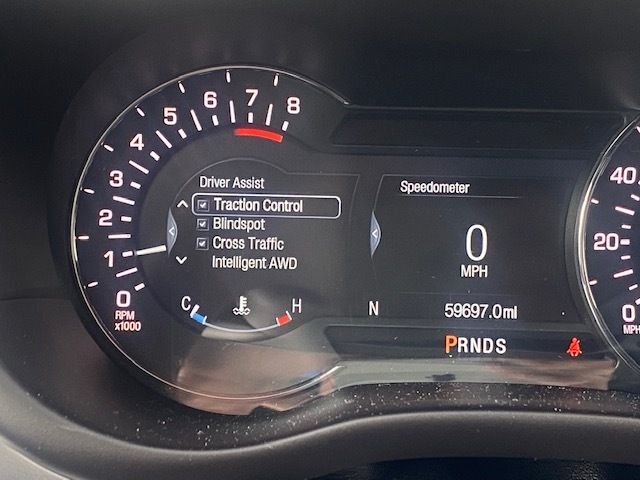 8
7
6
5
4
3
2
1
0
RPM
x1000
Driver Assist
Traction Control
Blindspot
Cross Traffic
Intelligent AWD
C
H
Speedometer
0
MPH
N
59697.0mi
PRNDS
40
20
0
MPH